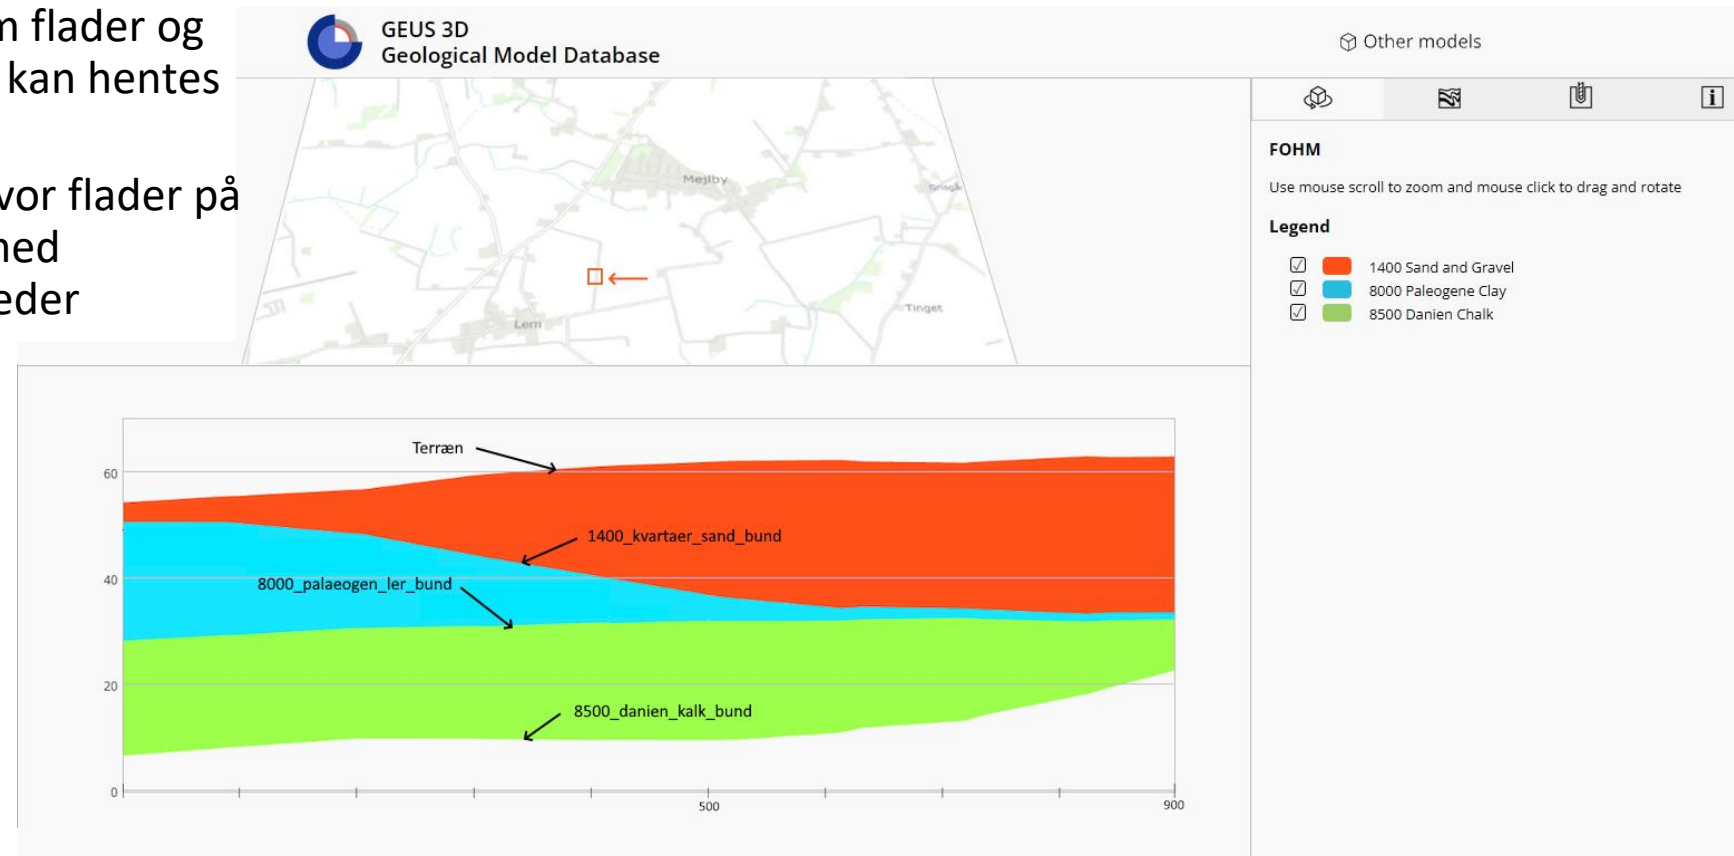 n flader og
kan hentes
vor flader på
ned
eder
GEUS 3D
Geological Model Database
Other models
Mejlby
Lem
Tinget
FOHM
Use mouse scroll to zoom and mouse click to drag and rotate
Legend
1400 Sand and Gravel
8000 Paleogene Clay
8500 Danien Chalk
Terræn
60
1400_kvartaer_sand_bund
40
8000_palaeogen_ler_bund
20
8500_danien_kalk_bund
0
500
900